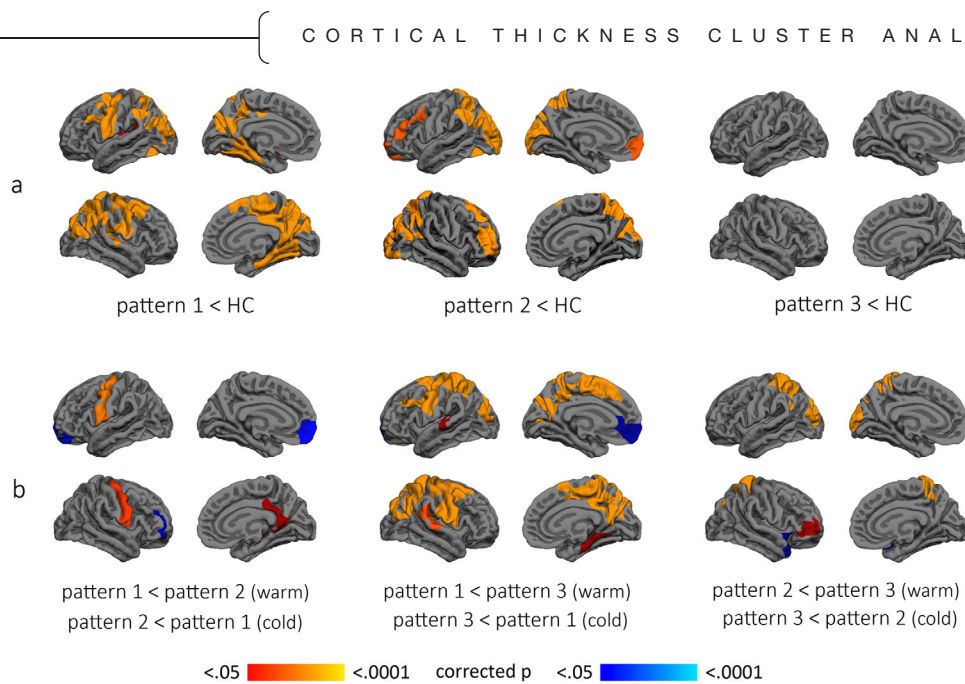 CORTICAL THICKNESS CLUSTER ANAL
a
pattern 1 < HC
pattern 2 < HC
pattern 3 < HC
b
pattern 1 < pattern 2 (warm)
pattern 2 < pattern 1 (cold)
pattern 1 < pattern 3 (warm)
pattern 3 < pattern 1 (cold)
pattern 2 < pattern 3 (warm)
pattern 3 < pattern 2 (cold)
<.05 <.0001 corrected p <.05 <.0001